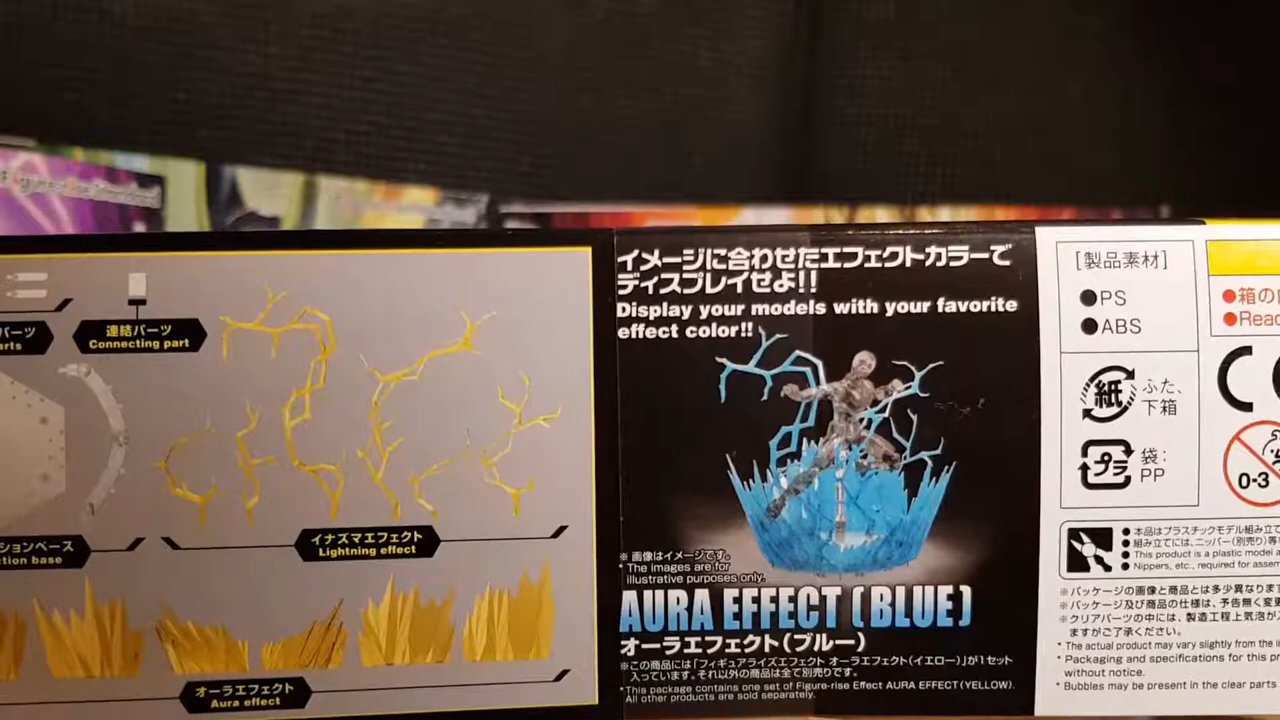 パーツ
arts
連結パーツ
Connecting part
ションベース
ction base
イナズマエフェクト
Lightning effect
オーラエフェクト
Aura effect
イメージに合わせたエフェクトカラーで
ディスプレイせよ!!
Display your models with your favorite
effect color!!
※ 画像はイメージです。
* The images are for
illustrative purposes only.
AURA EFFECT (BLUE)
オーラエフェクト(ブルー)
※この商品には「フィギュアライズエフェクト オーラエフェクト(イエロー)」が1セット
入っています。それ以外の商品は全て別売りです。
*This package contains one set of Figure-rise Effect AURA EFFECT(YELLOW).
All other products are sold separately.
[製品素材]
●PS
●ABS
紙 ふた、
下箱
プラ 袋:
PP
●箱の
●Read
CE
0-3
●本品はプラスチックモデル組み立て
●組み立てには、ニッパー(別売り)等
●This product is a plastic model
●Nippers, etc., required for assem
※パッケージの画像と商品とは多少異なります
※パッケージ及び商品の仕様は、予告無く変更
※クリアパーツの中には、製造工程上気泡が
ますがご了承ください。
* The actual product may vary slightly from the
* Packaging and specifications for this pr
without notice.
* Bubbles may be present in the clear parts